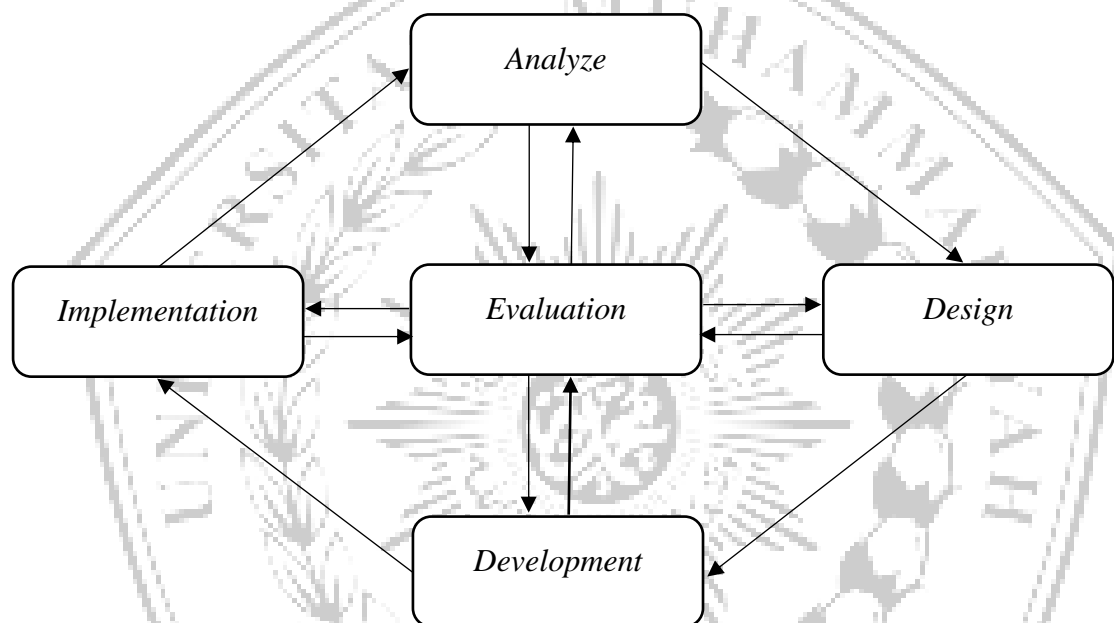 Analyze
Implementation
Evaluation
Design
Development